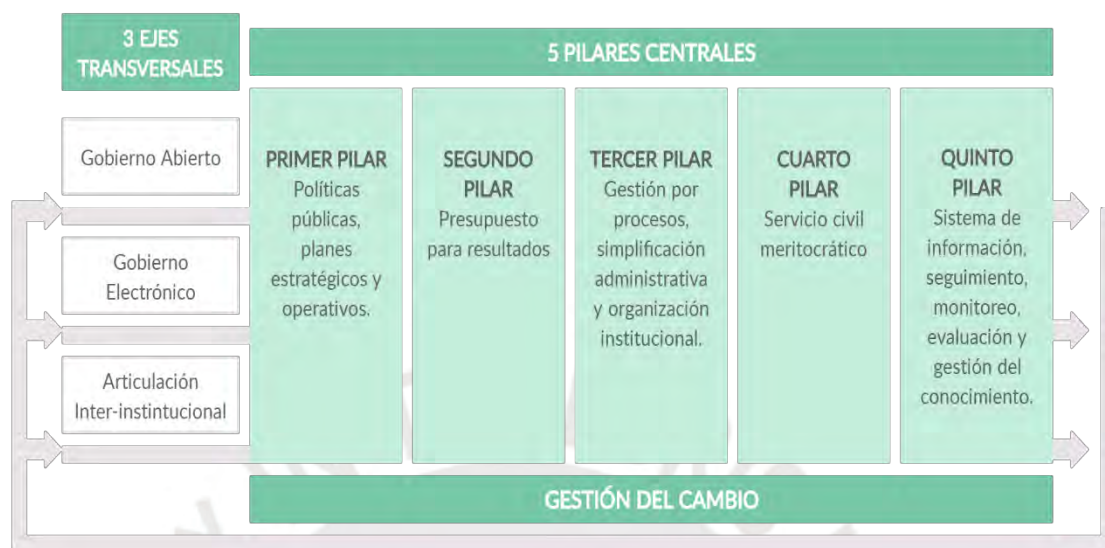 3 EJES
TRANSVERSALES
5 PILARES CENTRALES
Gobierno Abierto
Gobierno
Electrónico
Articulación
Inter-instintucional
PRIMER PILAR
Políticas
públicas,
planes
estratégicos y
operativos.
SEGUNDO
PILAR
Presupuesto
para resultados
TERCER PILAR
Gestión por
procesos,
simplificación
administrativa
y organización
institucional.
CUARTO
PILAR
Servicio civil
meritocrático
QUINTO
PILAR
Sistema de
información,
seguimiento,
monitoreo,
evaluación y
gestión del
conocimiento.
GESTIÓN DEL CAMBIO